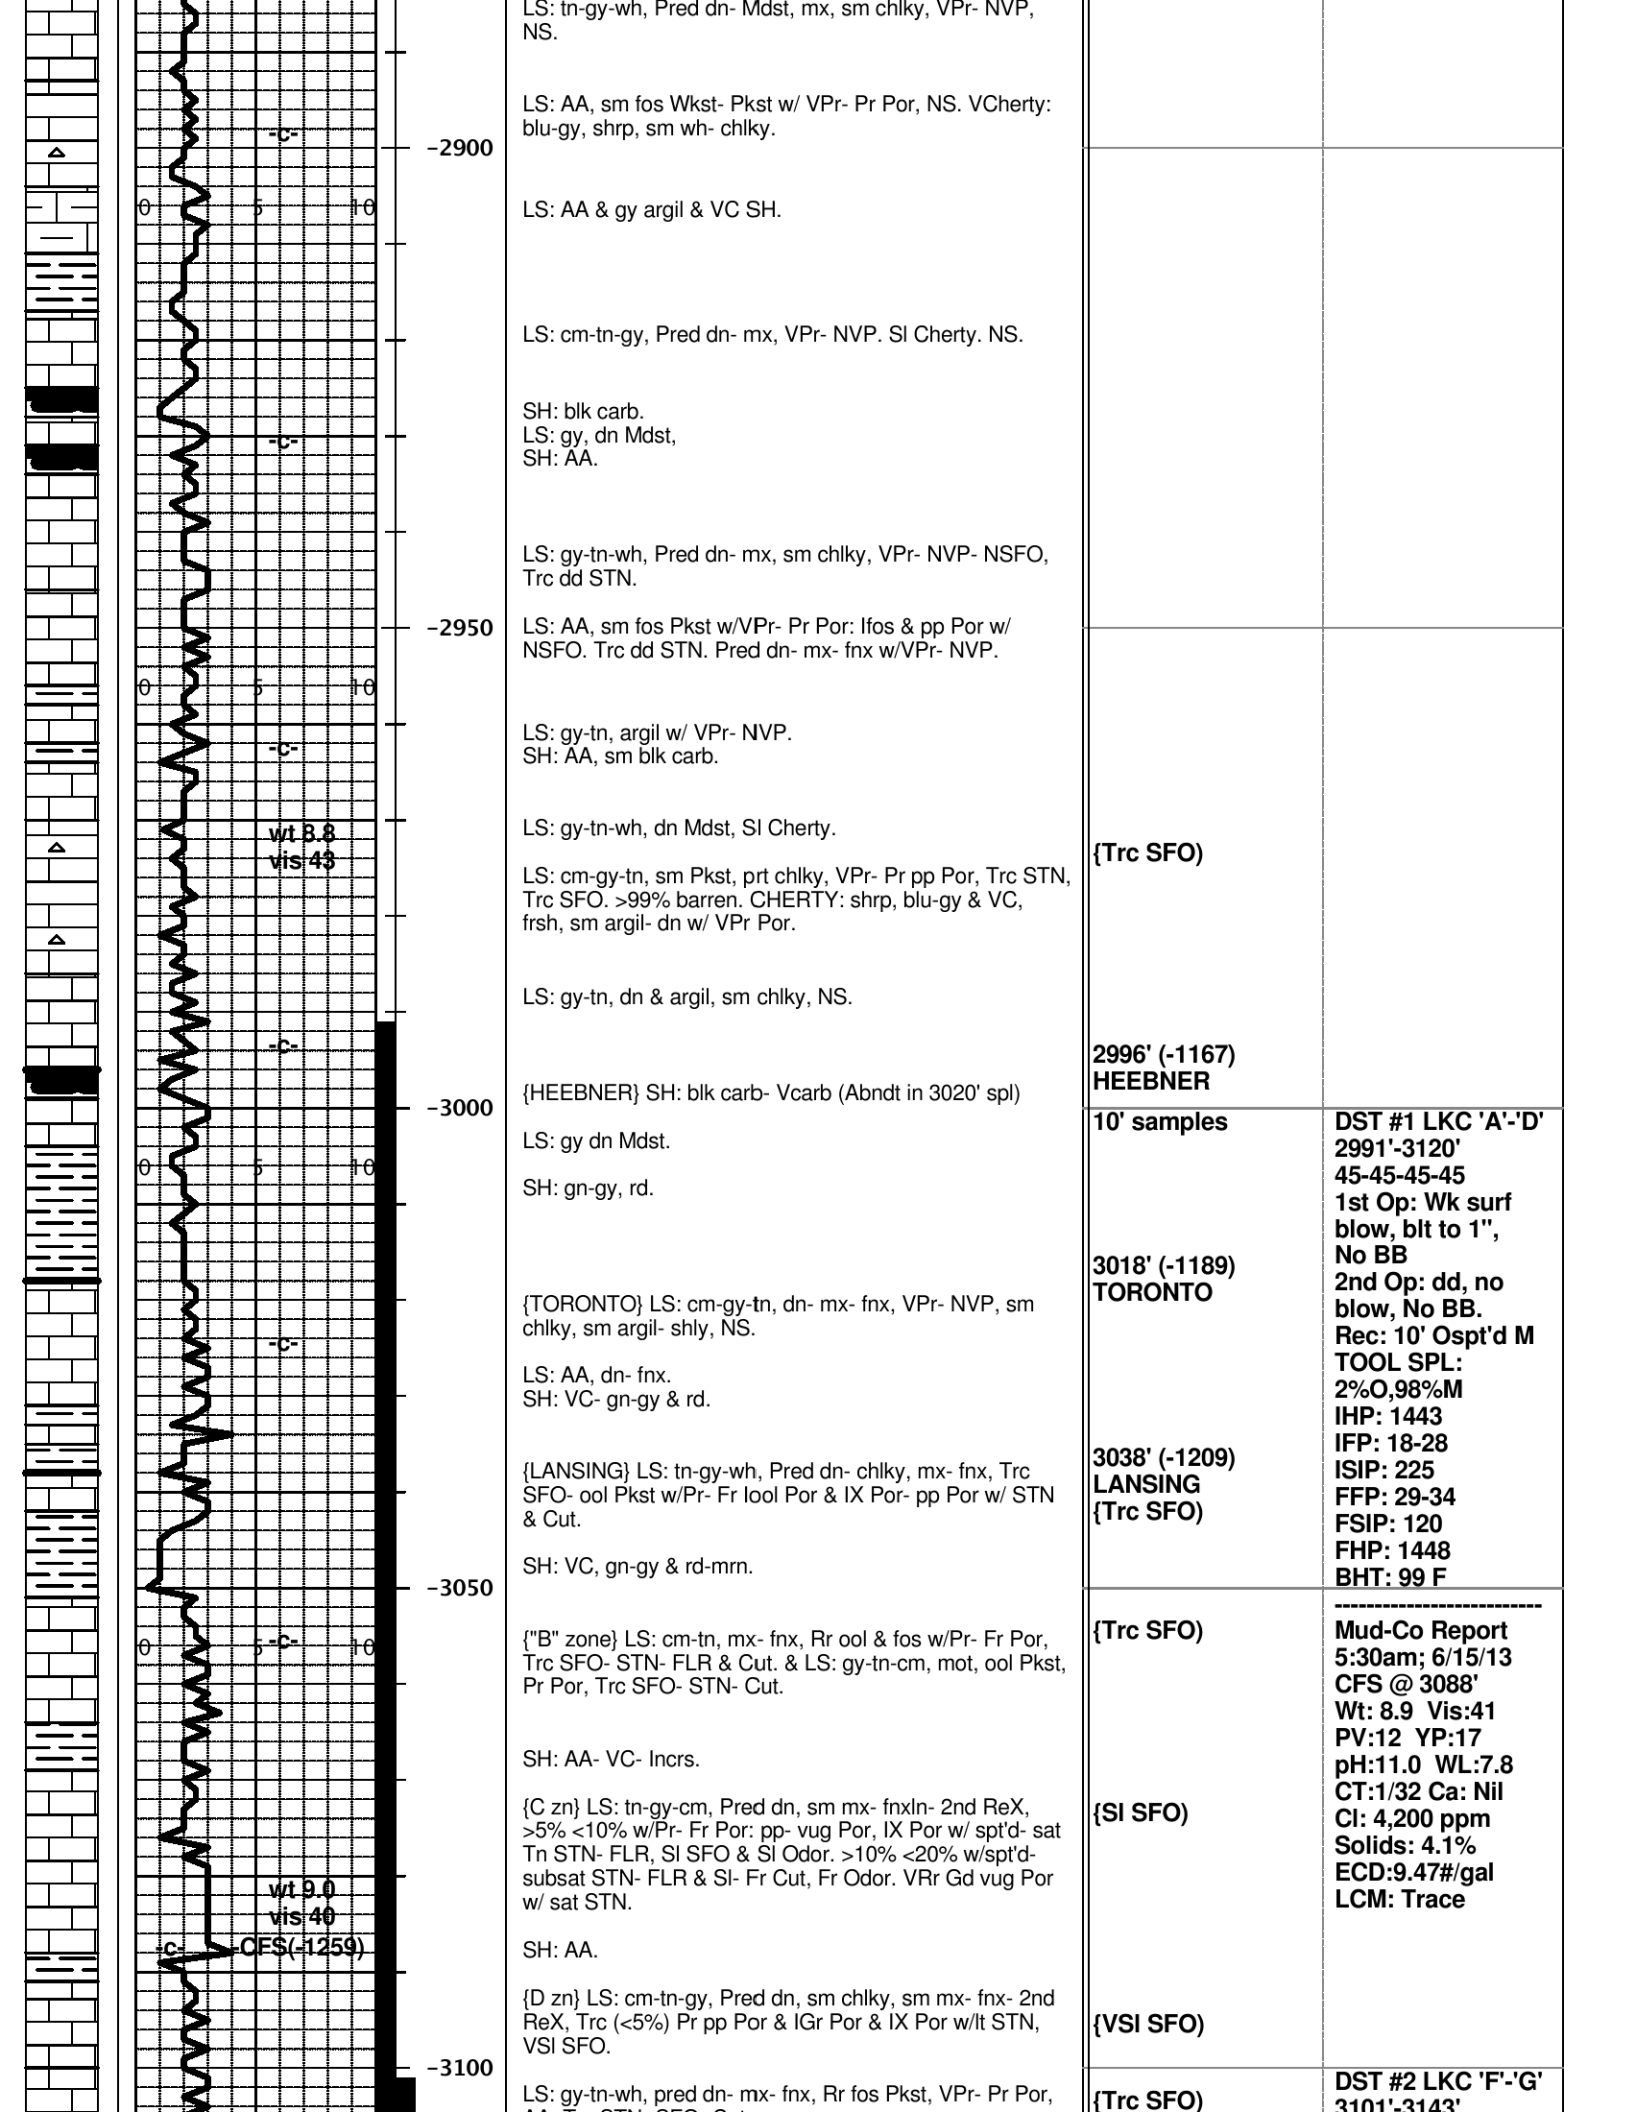 LS: tn-gy-wh, Pred dn- Mdst, mx, sm chlky, VPr- NVP,
NS.
LS: AA, sm fos Wkst- Pkst w/ VPr- Pr Por, NS. VCherty:
blu-gy, shrp, sm wh- chlky.
-c-
-2900
0 5 10
LS: AA & gy argil & VC SH.
LS: cm-tn-gy, Pred dn- mx, VPr- NVP. Sl Cherty. NS.
SH: blk carb.
LS: gy, dn Mdst,
SH: AA.
-c-
LS: gy-tn-wh, Pred dn- mx, sm chlky, VPr- NVP- NSFO,
Trc dd STN.
-2950
LS: AA, sm fos Pkst w/VPr- Pr Por: Ifos & pp Por w/
NSFO. Trc dd STN. Pred dn- mx- fnx w/VPr- NVP.
0 5 10
LS: gy-tn, argil w/ VPr- NVP.
SH: AA, sm blk carb.
-c-
wt 8.8
vis 43
LS: gy-tn-wh, dn Mdst, Sl Cherty.
{Trc SFO)
LS: cm-gy-tn, sm Pkst, prt chlky, VPr- Pr pp Por, Trc STN,
Trc SFO. >99% barren. CHERTY: shrp, blu-gy & VC,
frsh, sm argil- dn w/ VPr Por.
LS: gy-tn, dn & argil, sm chlky, NS.
-c-
2996' (-1167)
HEEBNER
{HEEBNER} SH: blk carb- Vcarb (Abndt in 3020' spl)
-3000
10' samples
LS: gy dn Mdst.
0 5 10
SH: gn-gy, rd.
3018' (-1189)
TORONTO
{TORONTO} LS: cm-gy-tn, dn- mx- fnx, VPr- NVP, sm
chlky, sm argil- shly, NS.
-c-
LS: AA, dn- fnx.
SH: VC- gn-gy & rd.
3038' (-1209)
LANSING
{Trc SFO)
{LANSING} LS: tn-gy-wh, Pred dn- chlky, mx- fnx, Trc
SFO- ool Pkst w/Pr- Fr Iool Por & IX Por- pp Por w/ STN
& Cut.
SH: VC, gn-gy & rd-mrn.
DST #1 LKC 'A'-'D'
2991'-3120'
45-45-45-45
1st Op: Wk surf
blow, blt to 1",
No BB
2nd Op: dd, no
blow, No BB.
Rec: 10' Ospt'd M
TOOL SPL:
2%O,98%M
IHP: 1443
IFP: 18-28
ISIP: 225
FFP: 29-34
FSIP: 120
FHP: 1448
BHT: 99 F
--------------------------
-3050
0 5 10
-c-
{"B" zone} LS: cm-tn, mx- fnx, Rr ool & fos w/Pr- Fr Por,
Trc SFO- STN- FLR & Cut. & LS: gy-tn-cm, mot, ool Pkst,
Pr Por, Trc SFO- STN- Cut.
{Trc SFO)
Mud-Co Report
5:30am; 6/15/13
CFS @ 3088'
Wt: 8.9 Vis:41
PV:12 YP:17
pH:11.0 WL:7.8
CT:1/32 Ca: Nil
Cl: 4,200 ppm
Solids: 4.1%
ECD:9.47#/gal
LCM: Trace
SH: AA- VC- Incrs.
{C zn} LS: tn-gy-cm, Pred dn, sm mx- fnxln- 2nd ReX,
>5% <10% w/Pr- Fr Por: pp- vug Por, IX Por w/ spt'd- sat
Tn STN- FLR, Sl SFO & Sl Odor. >10% <20% w/spt'd-
subsat STN- FLR & Sl- Fr Cut, Fr Odor. VRr Gd vug Por
w/ sat STN.
{Sl SFO)
wt 9.0
vis 40
-c- -CFS(-1259)
SH: AA.
{D zn} LS: cm-tn-gy, Pred dn, sm chlky, sm mx- fnx- 2nd
ReX, Trc (<5%) Pr pp Por & IGr Por & IX Por w/lt STN,
VSl SFO.
{VSl SFO)
-3100
LS: gy-tn-wh, pred dn- mx- fnx, Rr fos Pkst, VPr- Pr Por,
{Trc SFO)
DST #2 LKC 'F'-'G'
3101'-3143'